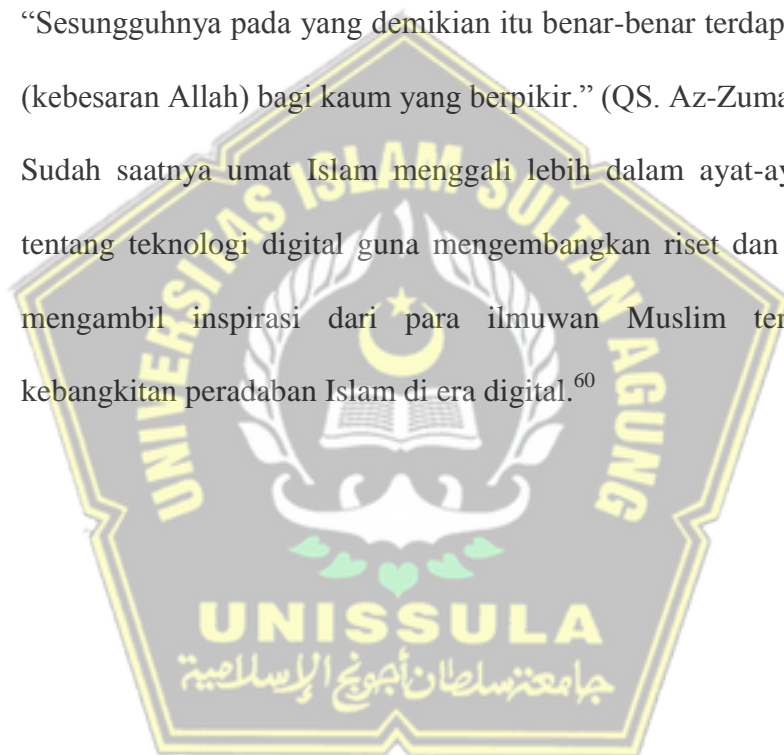 “Sesungguhnya pada yang demikian itu benar-benar terdap
(kebesaran Allah) bagi kaum yang berpikir.” (QS. Az-Zuma
Sudah saatnya umat Islam menggali lebih dalam ayat-ay
tentang teknologi digital guna mengembangkan riset dan
mengambil inspirasi dari para ilmuwan Muslim ter
kebangkitan peradaban Islam di era digital.⁶⁰
UNIVERSITAS ISLAM SULTAN AGUNG
UNISSULA
جامعتسلطان أجونج الإسلامية